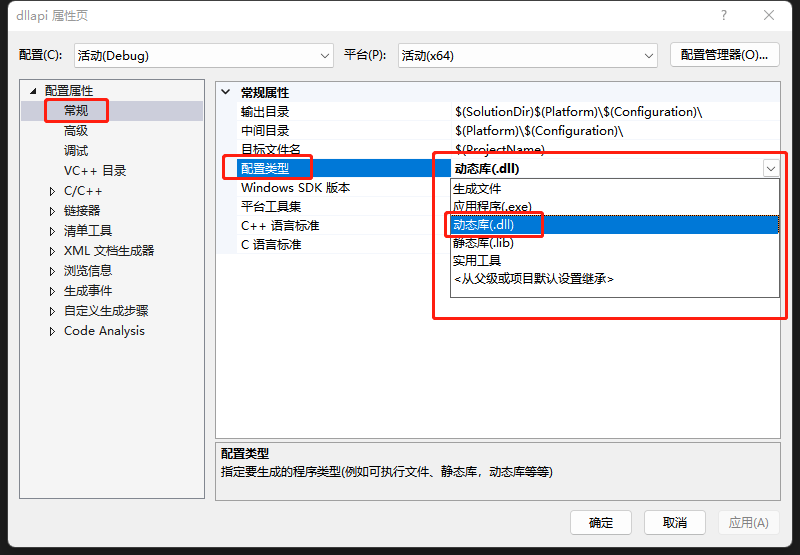 dllapi 属性页
配置(C): 活动(Debug) 平台(P): 活动(x64) 配置管理器(O)...
配置属性
常规
高级
调试
VC++ 目录
C/C++
链接器
清单工具
XML 文档生成器
浏览信息
生成事件
自定义生成步骤
Code Analysis
常规属性
输出目录 $(SolutionDir)$(Platform)\$(Configuration)\
中间目录 $(Platform)\$(Configuration)\
目标文件名 $(ProjectName)
配置类型 动态库(.dll)
Windows SDK 版本
平台工具集
C++ 语言标准
C 语言标准
生成文件
应用程序(.exe)
动态库(.dll)
静态库(.lib)
实用工具
<从父级或项目默认设置继承>
配置类型
指定要生成的程序类型(例如可执行文件、静态库，动态库等等)
确定 取消 应用(A)